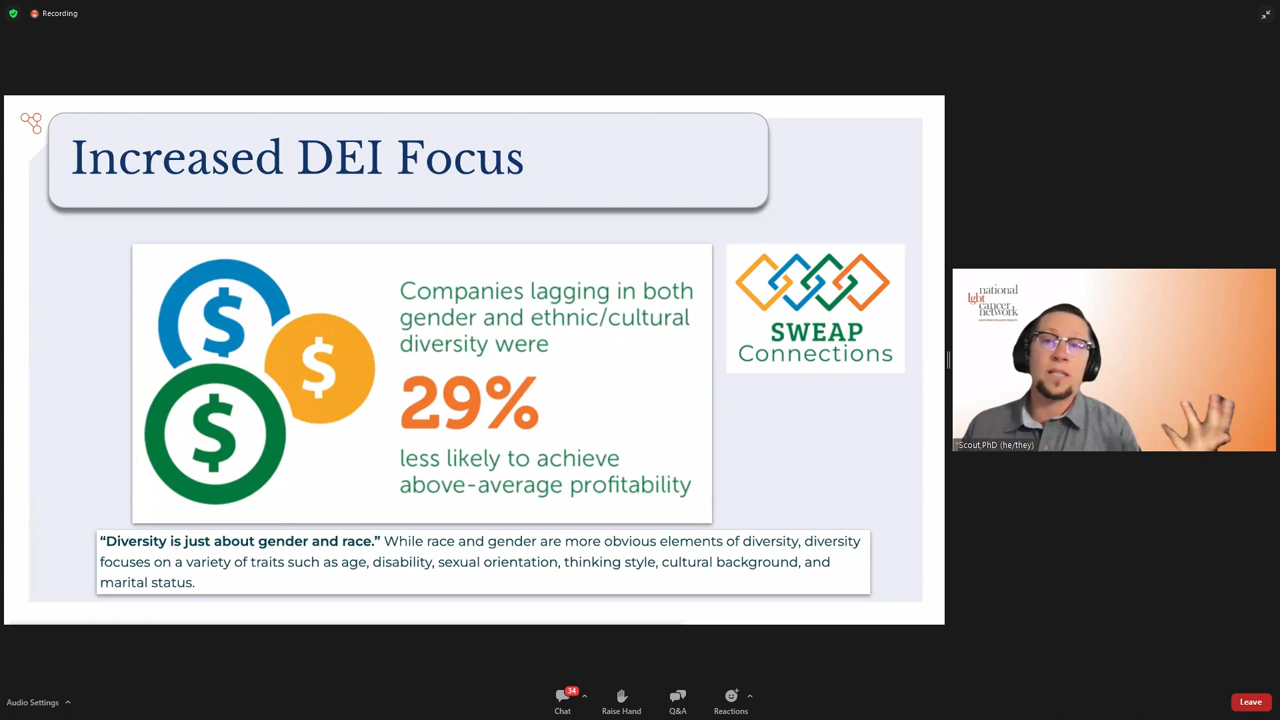 Recording
Increased DEI Focus
$
$
$
Companies lagging in both
gender and ethnic/cultural
diversity were
29%
less likely to achieve
above-average profitability
SWEAP
Connections
“Diversity is just about gender and race.” While race and gender are more obvious elements of diversity, diversity
focuses on a variety of traits such as age, disability, sexual orientation, thinking style, cultural background, and
marital status.
national
lgbt
cancer
network
*Scout,PhD (he/they)
Audio Settings
34
Chat
Raise Hand
Q&A
Reactions
Leave